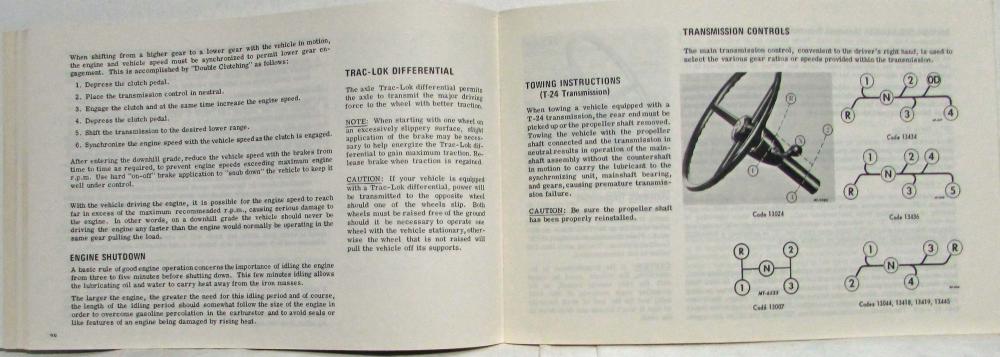 When shifting from a higher gear to a lower gear with the vehicle in motion,
the engine and vehicle speed must be synchronized to permit lower gear en-
gagement. This is accomplished by "Double Clutching" as follows:
1. Depress the clutch pedal.
2. Place the transmission control in neutral.
3. Engage the clutch and at the same time increase the engine speed.
4. Depress the clutch pedal.
5. Shift the transmission to the desired lower range.
6. Synchronize the engine speed with the vehicle speed as the clutch is engaged.
After entering the downhill grade, reduce the vehicle speed with the brakes from
time to time as required, to prevent engine speeds exceeding maximum engine
r.p.m. Use hard "on-off" brake application to "snub down" the vehicle to keep it
well under control.
With the vehicle driving the engine, it is possible for the engine speed to reach
far in excess of the maximum recommended r.p.m., causing serious damage to
the engine. In other words, on a downhill grade the vehicle should never be
driving the engine any faster than the engine would normally be operating in the
same gear pulling the load.
ENGINE SHUTDOWN
A basic rule of good engine operation concerns the importance of idling the engine
from three to five minutes before shutting down. This few minutes idling allows
the lubricating oil and water to carry heat away from the iron masses.
The larger the engine, the greater the need for this idling period and of course,
the length of the idling period should somewhat follow the size of the engine in
order to overcome gasoline percolation in the carburetor and to avoid seals or
like features of an engine being damaged by rising heat.
TRAC-LOK DIFFERENTIAL
The axle Trac-Lok differential permits
the axle to transmit the major driving
force to the wheel with better traction.
NOTE: When starting with one wheel on
an excessively slippery surface, slight
application of the brake may be neces-
sary to help energize the Trac-Lok dif-
ferential to gain maximum traction. Re-
lease brake when traction is regained.
CAUTION: If your vehicle is equipped
with a Trac-Lok differential, power will
be transmitted to the opposite wheel
should one of the wheels slip. Both
wheels must be raised free of the ground
should it be necessary to operate one
wheel with the vehicle stationary, other-
wise the wheel that is not raised will
pull the vehicle off its supports.
TOWING INSTRUCTIONS
(T-24 Transmission)
When towing a vehicle equipped with a
T-24 transmission, the rear end must be
picked up or the propeller shaft removed.
Towing the vehicle with the propeller
shaft connected and the transmission in
neutral results in operation of the main-
shaft assembly without the countershaft
in motion to carry the lubricant to the
synchronizing unit, mainshaft bearing,
and gears, causing premature transmis-
sion failure.
CAUTION: Be sure the propeller shaft
has been properly reinstalled.
TRANSMISSION CONTROLS
The main transmission control, convenient to the driver's right hand, is used to
select the various gear ratios or speeds provided within the transmission.
R
2
1
3
Code 13024
1 2 OD
N
R 3 4
Code 13434
1 2 4
N
R 3 5
Code 13436
R 2
N
1 3
MT-6333
Code 13007
1 3 R
N
2 4
Codes 13044, 13418, 13419, 13445